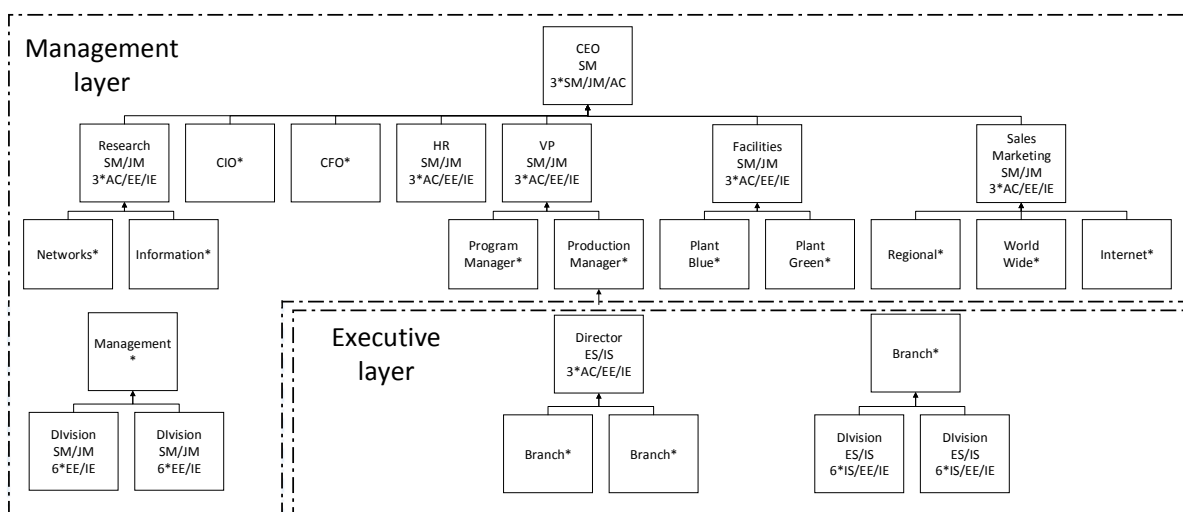 Management
layer
CEO
SM
3*SM/JM/AC
Research
SM/JM
3*AC/EE/IE
CIO*
CFO*
HR
SM/JM
3*AC/EE/IE
VP
SM/JM
3*AC/EE/IE
Facilities
SM/JM
3*AC/EE/IE
Sales
Marketing
SM/JM
3*AC/EE/IE
Networks*
Information*
Program
Manager*
Production
Manager*
Plant
Blue*
Plant
Green*
Regional*
World
Wide*
Internet*
Management
*
Executive
layer
Director
ES/IS
3*AC/EE/IE
Branch*
DIvision
SM/JM
6*EE/IE
DIvision
SM/JM
6*EE/IE
Branch*
Branch*
DIvision
ES/IS
6*IS/EE/IE
DIvision
ES/IS
6*IS/EE/IE